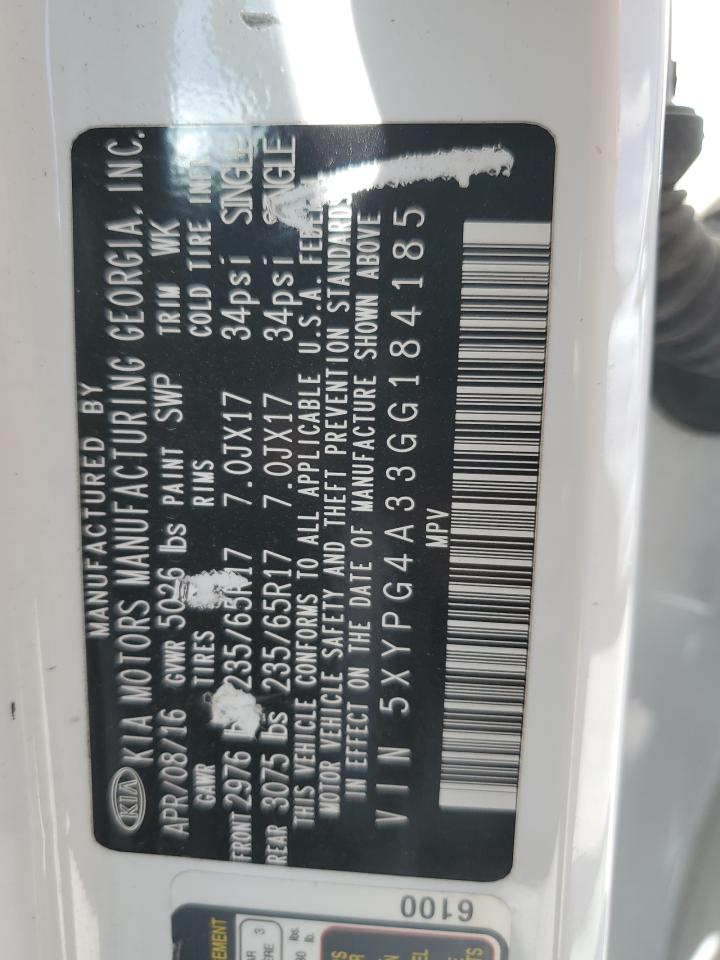 MANUFACTURED BY
KIA KIA MOTORS MANUFACTURING GEORGIA, INC.
APR/08/16 GVWR 5026 lbs PAINT SWP TRIM WK
GAWR TIRES RIMS COLD TIRE
FRONT 2976 235/65R17 7.0JX17 34psi SINGLE
REAR 3075 lbs 235/65R17 7.0JX17 34psi SINGLE
THIS VEHICLE CONFORMS TO ALL APPLICABLE U.S.A.
MOTOR VEHICLE SAFETY AND THEFT PREVENTION STANDARDS
IN EFFECT ON THE DATE OF MANUFACTURE SHOWN ABOVE
VIN 5XYPG4A33GG184185
MPV
6100